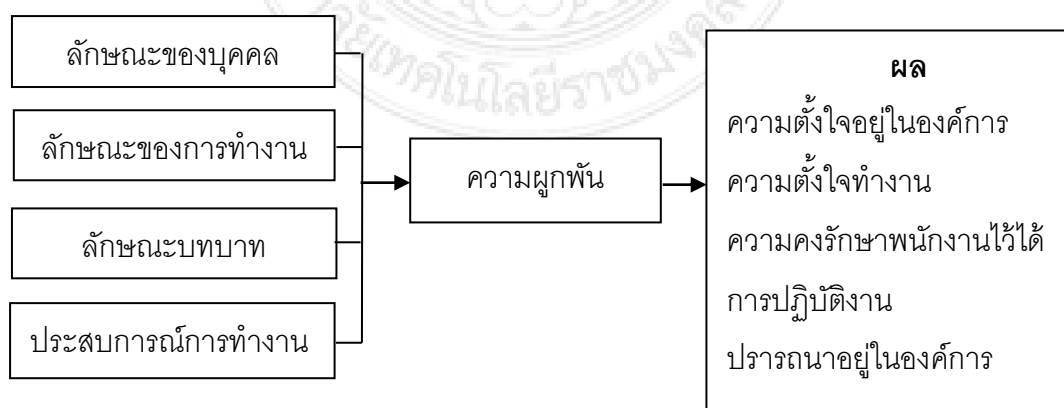 ลักษณะของบุคคล
ลักษณะของการทำงาน
ลักษณะบทบาท
ประสบการณ์การทำงาน
ความผูกพัน
ผล
ความตั้งใจอยู่ในองค์การ
ความตั้งใจทำงาน
ความคงรักษาพนักงานไว้ได้
การปฏิบัติงาน
ปรารถนาอยู่ในองค์การ